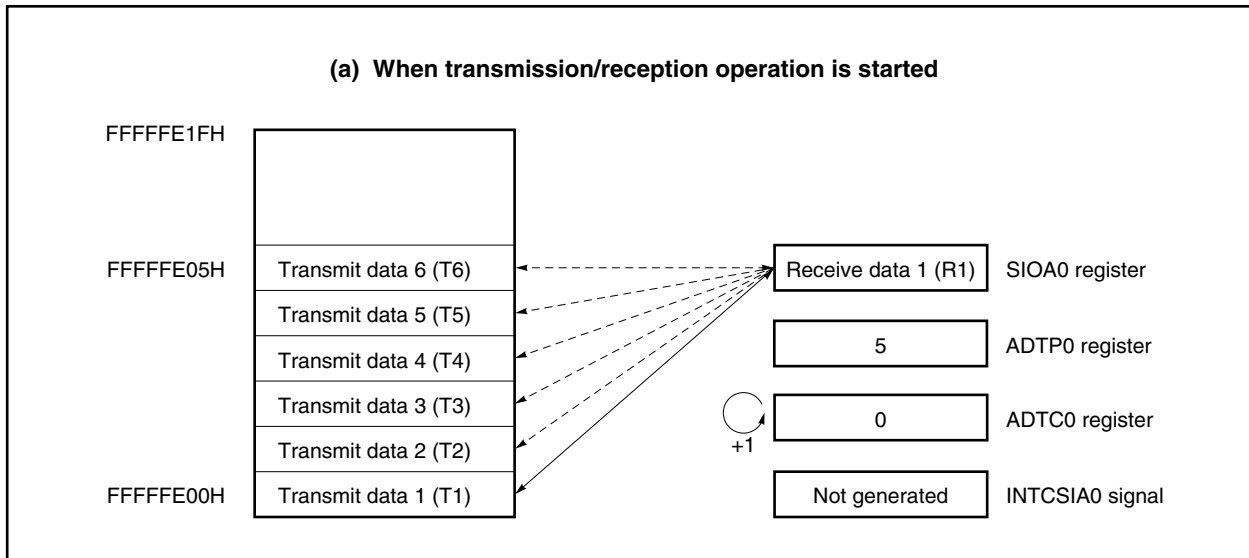 (a) When transmission/reception operation is started
FFFFFE1FH
FFFFFE05H
Transmit data 6 (T6)
Receive data 1 (R1)
SIOA0 register
Transmit data 5 (T5)
5
ADTP0 register
Transmit data 4 (T4)
Transmit data 3 (T3)
0
ADTC0 register
+1
Transmit data 2 (T2)
FFFFFE00H
Transmit data 1 (T1)
Not generated
INTCSIA0 signal